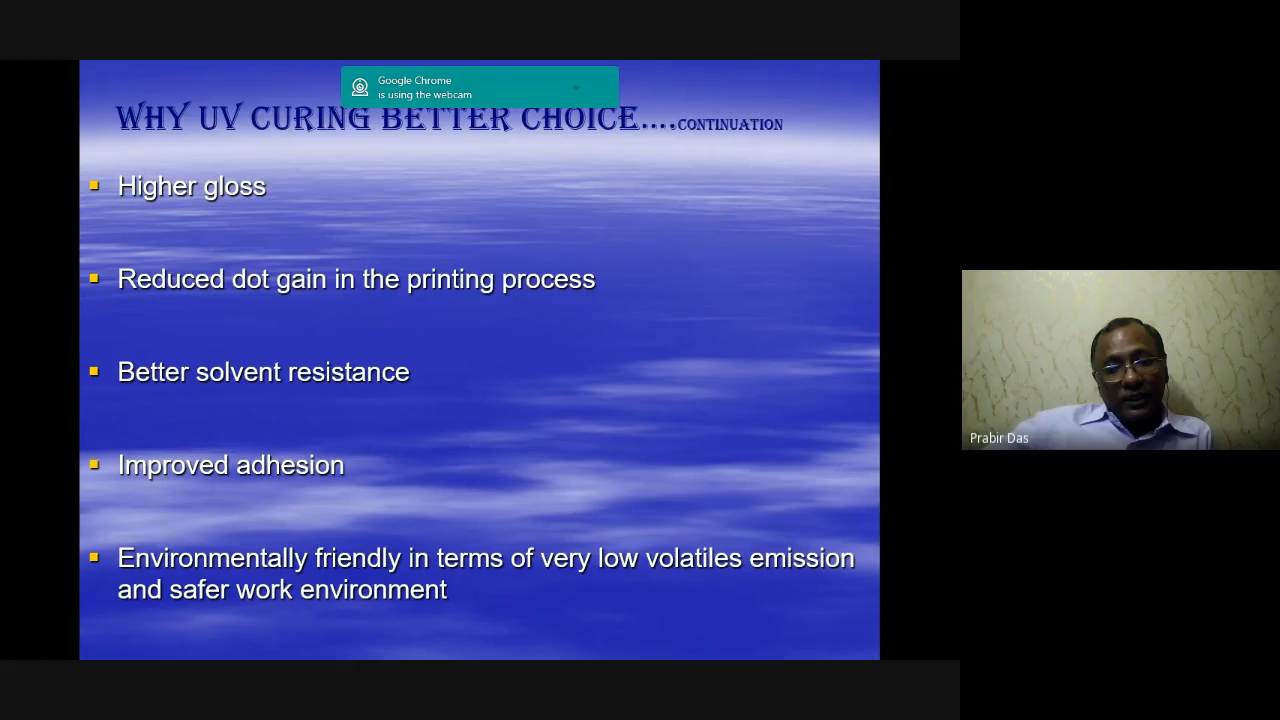 Google Chrome
is using the webcam
WHY UV CURING BETTER CHOICE....CONTINUATION
Higher gloss
Reduced dot gain in the printing process
Better solvent resistance
Improved adhesion
Environmentally friendly in terms of very low volatiles emission
and safer work environment
Prabir Das